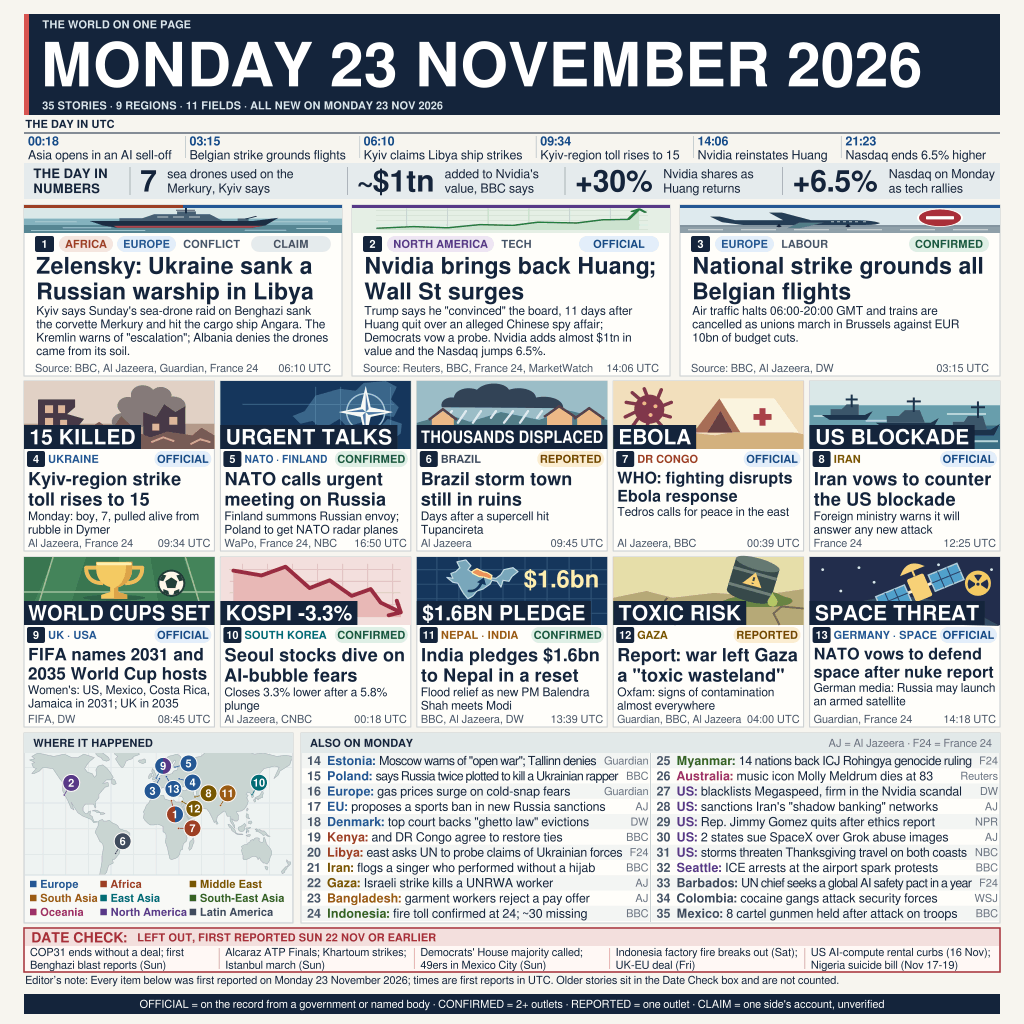 THE WORLD ON ONE PAGE
MONDAY 23 NOVEMBER 2026
35 STORIES · 9 REGIONS · 11 FIELDS · ALL NEW ON MONDAY 23 NOV 2026
THE DAY IN UTC
00:18
Asia opens in an AI sell-off
03:15
Belgian strike grounds flights
06:10
Kyiv claims Libya ship strikes
09:34
Kyiv-region toll rises to 15
14:06
Nvidia reinstates Huang
21:23
Nasdaq ends 6.5% higher
THE DAY IN
NUMBERS
7
sea drones used on the
Merkury, Kyiv says
~$1tn
added to Nvidia's
value, BBC says
+30%
Nvidia shares as
Huang returns
+6.5%
Nasdaq on Monday
as tech rallies
1 AFRICA EUROPE CONFLICT CLAIM
Zelensky: Ukraine sank a
Russian warship in Libya
Kyiv says Sunday's sea-drone raid on Benghazi sank
the corvette Merkury and hit the cargo ship Angara. The
Kremlin warns of "escalation"; Albania denies the drones
came from its soil.
Source: BBC, Al Jazeera, Guardian, France 24 06:10 UTC
2 NORTH AMERICA TECH OFFICIAL
Nvidia brings back Huang;
Wall St surges
Trump says he "convinced" the board, 11 days after
Huang quit over an alleged Chinese spy affair;
Democrats vow a probe. Nvidia adds almost $1tn in
value and the Nasdaq jumps 6.5%.
Source: Reuters, BBC, France 24, MarketWatch 14:06 UTC
3 EUROPE LABOUR CONFIRMED
National strike grounds all
Belgian flights
Air traffic halts 06:00-20:00 GMT and trains are
cancelled as unions march in Brussels against EUR
10bn of budget cuts.
Source: BBC, Al Jazeera, DW 03:15 UTC
15 KILLED
4 UKRAINE OFFICIAL
Kyiv-region strike
toll rises to 15
Monday: boy, 7, pulled alive from
rubble in Dymer
Al Jazeera, France 24 09:34 UTC
URGENT TALKS
5 NATO · FINLAND CONFIRMED
NATO calls urgent
meeting on Russia
Finland summons Russian envoy;
Poland to get NATO radar planes
WaPo, France 24, NBC 16:50 UTC
THOUSANDS DISPLACED
6 BRAZIL REPORTED
Brazil storm town
still in ruins
Days after a supercell hit
Tupancireta
Al Jazeera 09:45 UTC
EBOLA
7 DR CONGO OFFICIAL
WHO: fighting disrupts
Ebola response
Tedros calls for peace in the east
Al Jazeera, BBC 00:39 UTC
US BLOCKADE
8 IRAN OFFICIAL
Iran vows to counter
the US blockade
Foreign ministry warns it will
answer any new attack
France 24 12:25 UTC
WORLD CUPS SET
9 UK · USA OFFICIAL
FIFA names 2031 and
2035 World Cup hosts
Women's: US, Mexico, Costa Rica,
Jamaica in 2031; UK in 2035
FIFA, DW 08:45 UTC
KOSPI -3.3%
10 SOUTH KOREA CONFIRMED
Seoul stocks dive on
AI-bubble fears
Closes 3.3% lower after a 5.8%
plunge
Al Jazeera, CNBC 00:18 UTC
$1.6bn
$1.6BN PLEDGE
11 NEPAL · INDIA CONFIRMED
India pledges $1.6bn
to Nepal in a reset
Flood relief as new PM Balendra
Shah meets Modi
BBC, Al Jazeera, DW 13:39 UTC
TOXIC RISK
12 GAZA REPORTED
Report: war left Gaza
a "toxic wasteland"
Oxfam: signs of contamination
almost everywhere
Guardian, BBC, Al Jazeera 04:00 UTC
SPACE THREAT
13 GERMANY · SPACE OFFICIAL
NATO vows to defend
space after nuke report
German media: Russia may launch
an armed satellite
Guardian, France 24 14:18 UTC
WHERE IT HAPPENED
2 9 5 3 13 4 8 11 10 12 1 7 6
Europe Africa Middle East
South Asia East Asia South-East Asia
Oceania North America Latin America
ALSO ON MONDAY AJ = Al Jazeera · F24 = France 24
14 Estonia: Moscow warns of "open war"; Tallinn denies Guardian
15 Poland: says Russia twice plotted to kill a Ukrainian rapper BBC
16 Europe: gas prices surge on cold-snap fears Guardian
17 EU: proposes a sports ban in new Russia sanctions AJ
18 Denmark: top court backs "ghetto law" evictions DW
19 Kenya: and DR Congo agree to restore ties BBC
20 Libya: east asks UN to probe claims of Ukrainian forces F24
21 Iran: flogs a singer who performed without a hijab BBC
22 Gaza: Israeli strike kills a UNRWA worker AJ
23 Bangladesh: garment workers reject a pay offer AJ
24 Indonesia: fire toll confirmed at 24; ~30 missing BBC
25 Myanmar: 14 nations back ICJ Rohingya genocide ruling F24
26 Australia: music icon Molly Meldrum dies at 83 Reuters
27 US: blacklists Megaspeed, firm in the Nvidia scandal DW
28 US: sanctions Iran's "shadow banking" networks AJ
29 US: Rep. Jimmy Gomez quits after ethics report NPR
30 US: 2 states sue SpaceX over Grok abuse images AJ
31 US: storms threaten Thanksgiving travel on both coasts NBC
32 Seattle: ICE arrests at the airport spark protests BBC
33 Barbados: UN chief seeks a global AI safety pact in a year F24
34 Colombia: cocaine gangs attack security forces WSJ
35 Mexico: 8 cartel gunmen held after attack on troops BBC
DATE CHECK: LEFT OUT, FIRST REPORTED SUN 22 NOV OR EARLIER
COP31 ends without a deal; first
Benghazi blast reports (Sun)
Alcaraz ATP Finals; Khartoum strikes;
Istanbul march (Sun)
Democrats' House majority called;
49ers in Mexico City (Sun)
Indonesia factory fire breaks out (Sat);
UK-EU deal (Fri)
US AI-compute rental curbs (16 Nov);
Nigeria suicide bill (Nov 17-19)
Editor's note: Every item below was first reported on Monday 23 November 2026; times are first reports in UTC. Older stories sit in the Date Check box and are not counted.
OFFICIAL = on the record from a government or named body · CONFIRMED = 2+ outlets · REPORTED = one outlet · CLAIM = one side's account, unverified